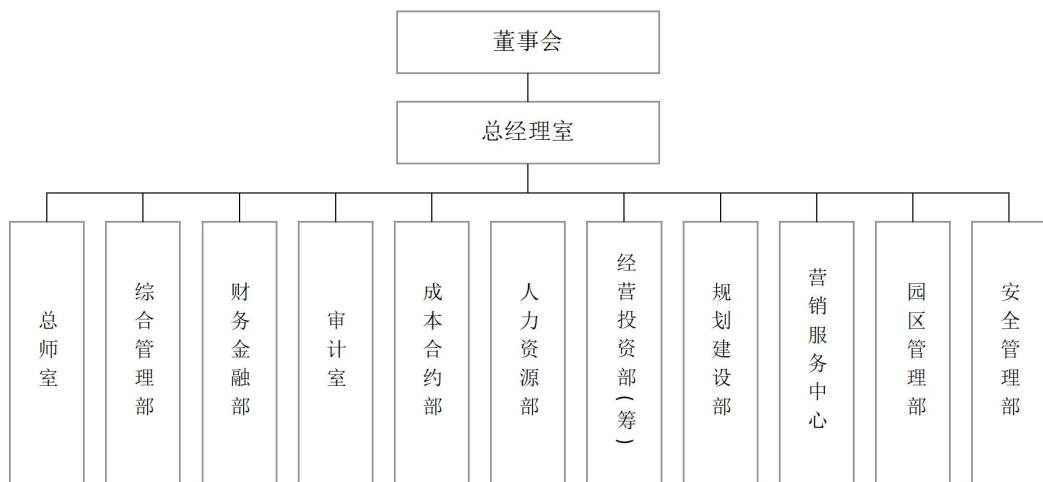 董事会
总经理室
总师室
综合管理部
财务金融部
审计室
成本合约部
人力资源部
经营投资部(筹)
规划建设部
营销服务中心
园区管理部
安全管理部